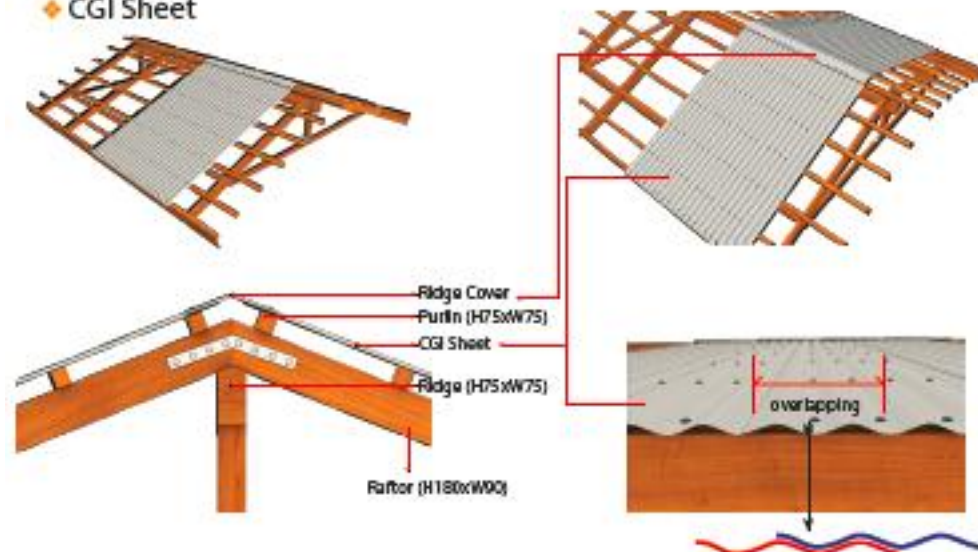 CGI Sheet
Ridge Cover
Purlin (H75xW75)
CGI Sheet
Ridge (H75xW75)
Raftor (H180xW90)
overlapping